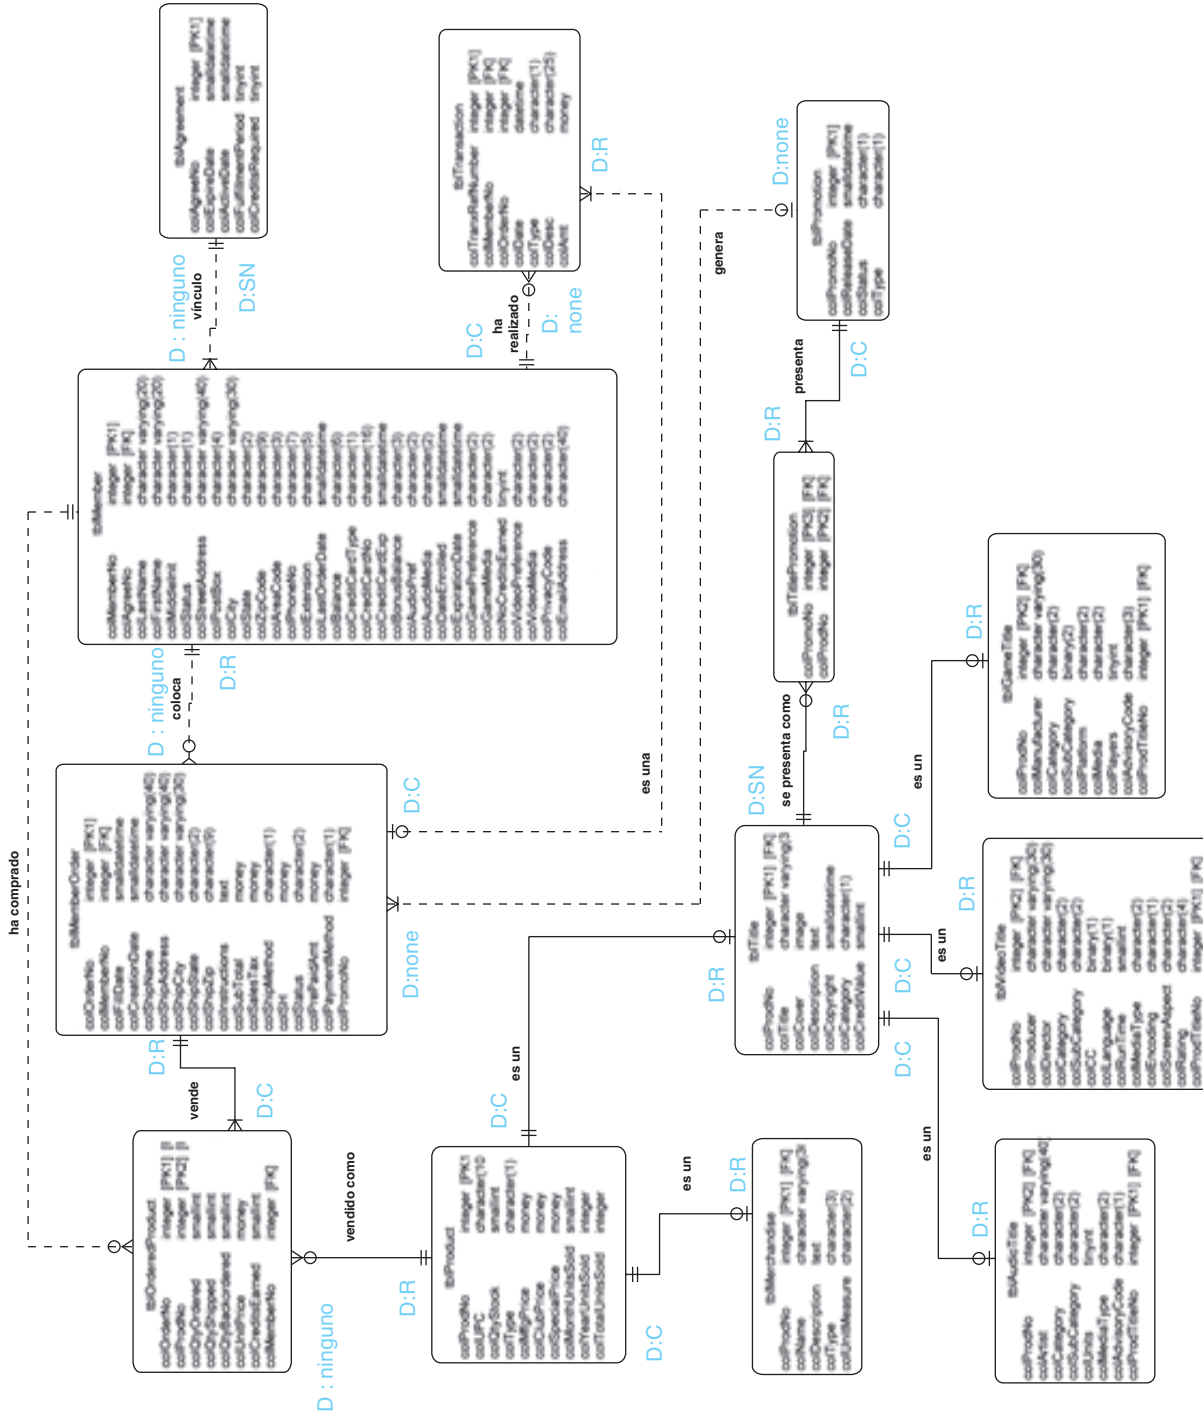 ha comprado
tblOrderedProduct
colOrderNo integer [PK1] [
colProdNo integer [PK2] [
colQtyOrdered smallint
colQtyShipped smallint
colQtyBackordered smallint
colUnitPrice money
colCreditsEarned smallint
colMemberNo integer [FK]
D:R
vende
D:C
tblMemberOrder
colOrderNo integer [PK1]
colMemberNo integer [FK]
colFillDate smalldatetime
colCreationDate smalldatetime
colShipName character varying(40)
colShipAddress character varying(40)
colShipCity character varying(30)
colShipState character(2)
colShipZip character(9)
colInstructions text
colSubTotal money
colSalesTax money
colShipMethod character(1)
colSH money
colStatus character(2)
colPrePaidAmt money
colPaymentMethod character(1)
colPromoNo integer [FK]
D : ninguno
coloca
D:R
tblMember
colMemberNo integer [PK1]
colAgreeNo integer [FK]
colLastName character varying(20)
colFirstName character varying(20)
colMiddleInit character(1)
colStatus character(1)
colStreetAddress character varying(40)
colPostBox character(4)
colCity character varying(30)
colState character(2)
colZipCode character(9)
colAreaCode character(3)
colPhoneNo character(7)
colExtension character(5)
colLastOrderDate smalldatetime
colBalance character(6)
colCreditCardType character(1)
colCreditCardNo character(16)
colCreditCardExp smalldatetime
colBonusBalance character(3)
colAudioPref character(2)
colAudioMedia character(2)
colDateEnrolled smalldatetime
colExpirationDate smalldatetime
colGamePreference character(2)
colGameMedia character(2)
colNoCreditsEarned tinyint
colVideoPreference character(2)
colVideoMedia character(2)
colPrivacyCode character(2)
colEmailAddress character(40)
D : ninguno
vínculo
D:SN
tblAgreement
colAgreeNo integer [PK1]
colExpireDate smalldatetime
colActiveDate smalldatetime
colFulfillmentPeriod tinyint
colCreditsRequired tinyint
D : ninguno
vendido como
D:R
D:none
D:C
es una
D:C
ha
realizado
D:
none
tblTransaction
colTranxRefNumber integer [PK1]
colMemberNo integer [FK]
colOrderNo integer [FK]
colDate datetime
colType character(1)
colDesc character(25)
colAmt money
D:R
tblProduct
colProdNo integer [PK1
colUPC character(10
colQtyStock smallint
colType character(1)
colMfgPrice money
colClubPrice money
colSpecialPrice money
colMonthUnitsSold smallint
colYearUnitsSold integer
colTotalUnitsSold integer
D:C
es un
D:R
genera
D:none
D:C
es un
D:R
tblMerchandise
colProdNo integer [PK1] [FK]
colName character varying(3
colDescription text
colType character(3)
colUnitMeasure character(2)
tblTitle
colProdNo integer [PK1] [FK]
colTitle character varying(3
colCover image
colDescription text
colCopyright smalldatetime
colCategory character(1)
colCreditValue smallint
D:SN
se presenta como
D:R
tblTitlePromotion
colPromoNo integer [PK3] [FK]
colProdNo integer [PK2] [FK]
D:R
presenta
D:C
tblPromotion
colPromoNo integer [PK1]
colReleaseDate smalldatetime
colStatus character(1)
colType character(1)
D:C
es un
D:R
D:C
es un
D:R
D:C
es un
D:R
tblAudioTitle
colProdNo integer [PK2] [FK]
colArtist character varying(40)
colCategory character(2)
colSubCategory character(2)
colUnits tinyint
colMediaType character(2)
colAdvisoryCode character(1)
colProdTitleNo integer [PK1] [FK]
tblVideoTitle
colProdNo integer [PK2] [FK]
colProducer character varying(30)
colDirector character varying(30)
colCategory character(2)
colSubCategory character(2)
colCC binary(1)
colLanguage binary(1)
colRunTime smallint
colMediaType character(2)
colEncoding character(1)
colScreenAspect character(2)
colRating character(4)
colProdTitleNo integer [PK1] [FK]
tblGameTitle
colProdNo integer [PK2] [FK]
colManufacturer character varying(30)
colCategory character(2)
colSubCategory binary(2)
colPlatform character(2)
colMedia character(2)
colPlayers tinyint
colAdvisoryCode character(3)
colProdTitleNo integer [PK1] [FK]